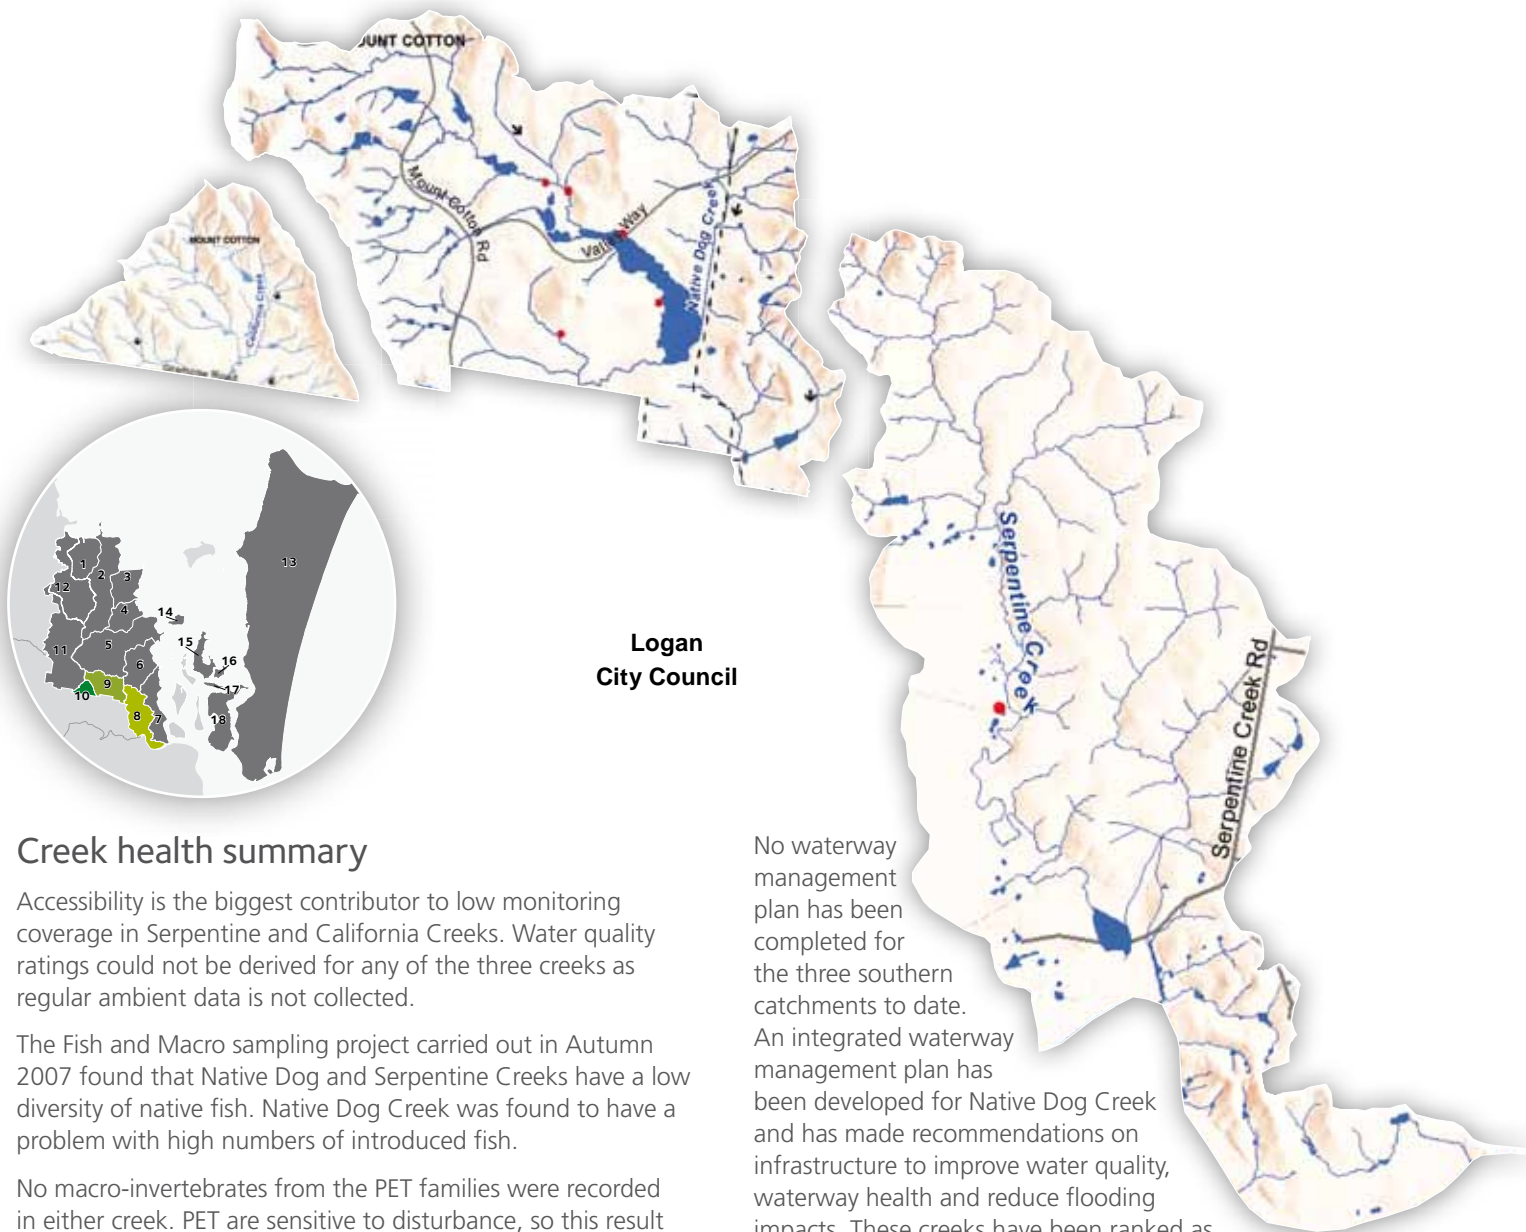 OUNT COTTON
Mount Cotton Rd
Valley Way
Native Dog Creek
MOUNT COTTON
California Creek
1
2
3
4
5
6
7
8
9
10
11
12
13
14
15
16
17
18
Logan
City Council
Serpentine Creek
Serpentine Creek Rd
Creek health summary
Accessibility is the biggest contributor to low monitoring
coverage in Serpentine and California Creeks. Water quality
ratings could not be derived for any of the three creeks as
regular ambient data is not collected.
The Fish and Macro sampling project carried out in Autumn
2007 found that Native Dog and Serpentine Creeks have a low
diversity of native fish. Native Dog Creek was found to have a
problem with high numbers of introduced fish.
No macro-invertebrates from the PET families were recorded
in either creek. PET are sensitive to disturbance, so this result
No waterway
management
plan has been
completed for
the three southern
catchments to date.
An integrated waterway
management plan has
been developed for Native Dog Creek
and has made recommendations on
infrastructure to improve water quality,
waterway health and reduce flooding
impacts. These creeks have been ranked as